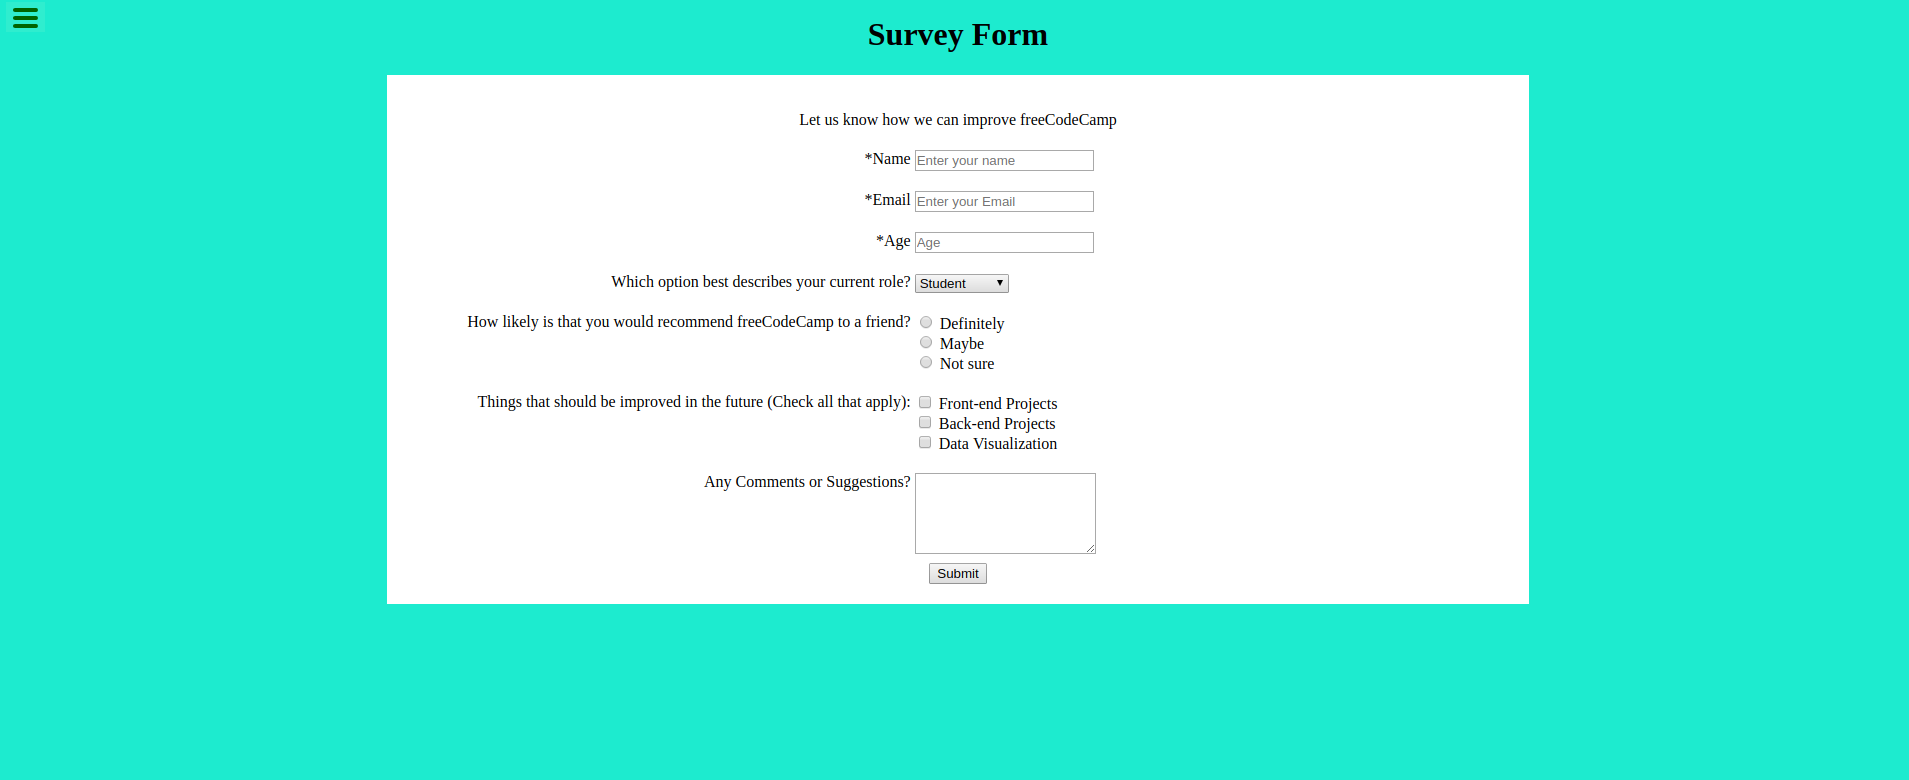 Survey Form
Let us know how we can improve freeCodeCamp
*Name Enter your name
*Email Enter your Email
*Age Age
Which option best describes your current role? Student
How likely is that you would recommend freeCodeCamp to a friend? Definitely
Maybe
Not sure
Things that should be improved in the future (Check all that apply): Front-end Projects
Back-end Projects
Data Visualization
Any Comments or Suggestions?
Submit